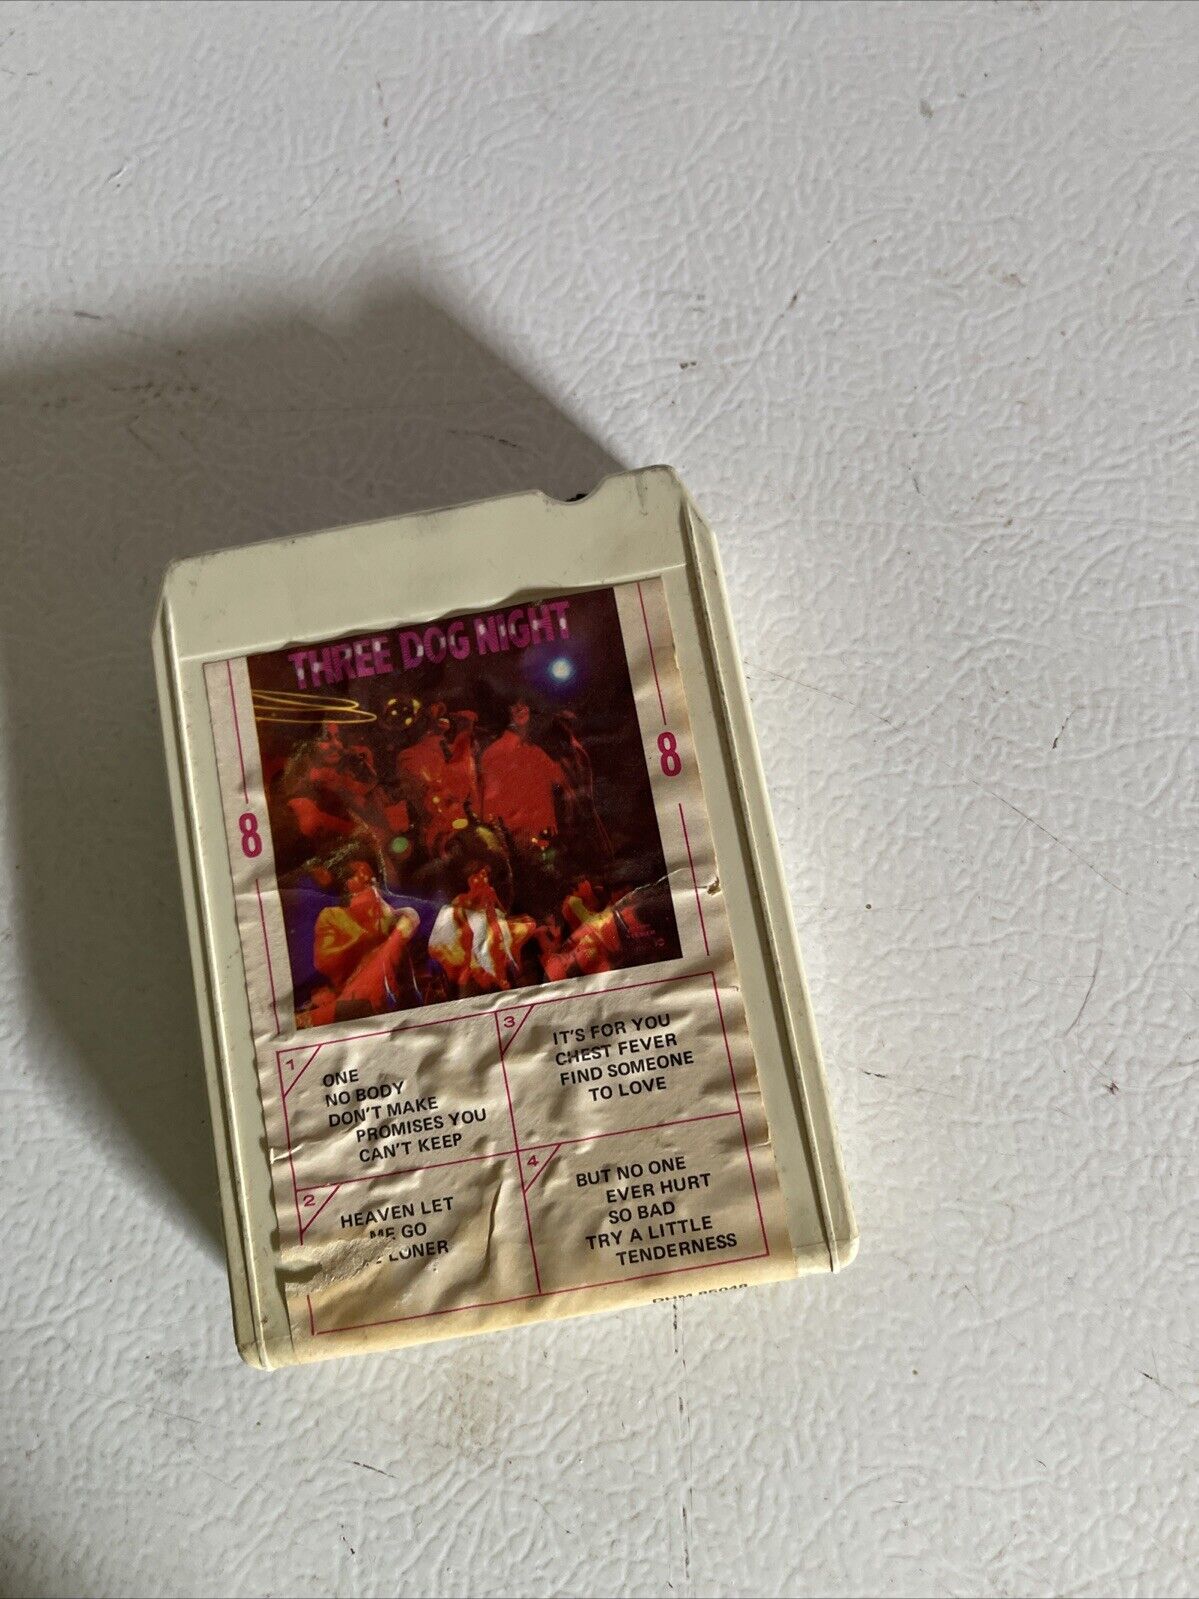 THREE DOG NIGHT
8
8
1
ONE
NO BODY
DON'T MAKE
PROMISES YOU
CAN'T KEEP
2
HEAVEN LET
ME GO
LONER
3
IT'S FOR YOU
CHEST FEVER
FIND SOMEONE
TO LOVE
4
BUT NO ONE
EVER HURT
SO BAD
TRY A LITTLE
TENDERNESS